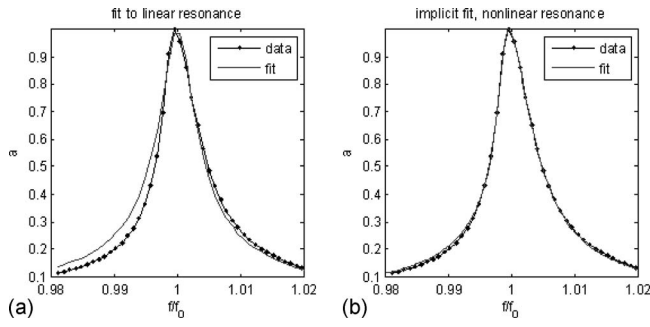 fit to linear resonance
data
fit
a
0.9
0.8
0.7
0.6
0.5
0.4
0.3
0.2
0.1
0.98
0.99
1
1.01
1.02
f/f0
(a)
implicit fit, nonlinear resonance
data
fit
a
0.9
0.8
0.7
0.6
0.5
0.4
0.3
0.2
0.1
0.98
0.99
1
1.01
1.02
f/f0
(b)